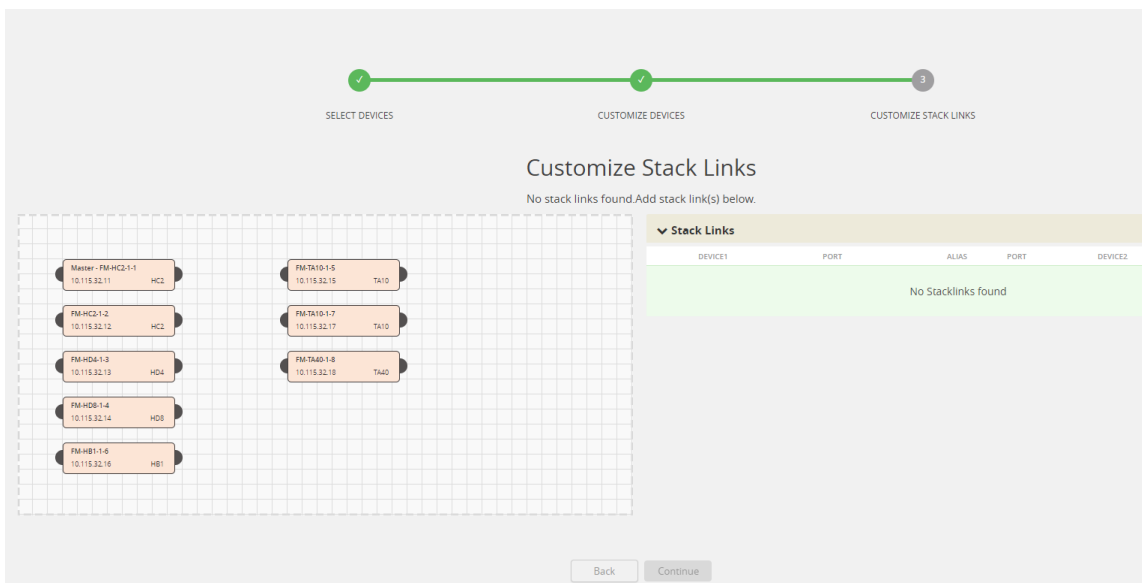 3
SELECT DEVICES
CUSTOMIZE DEVICES
CUSTOMIZE STACK LINKS
Customize Stack Links
No stack links found.Add stack link(s) below.
Master - FM-HC2-1-1
10.115.32.11 HC2
FM-HC2-1-2
10.115.32.12 HC2
FM-HD4-1-3
10.115.32.13 HD4
FM-HD8-1-4
10.115.32.14 HD8
FM-HB1-1-6
10.115.32.16 HB1
FM-TA10-1-5
10.115.32.15 TA10
FM-TA10-1-7
10.115.32.17 TA10
FM-TA40-1-8
10.115.32.18 TA40
Stack Links
DEVICE1 PORT ALIAS PORT DEVICE2
No Stacklinks found
Back Continue